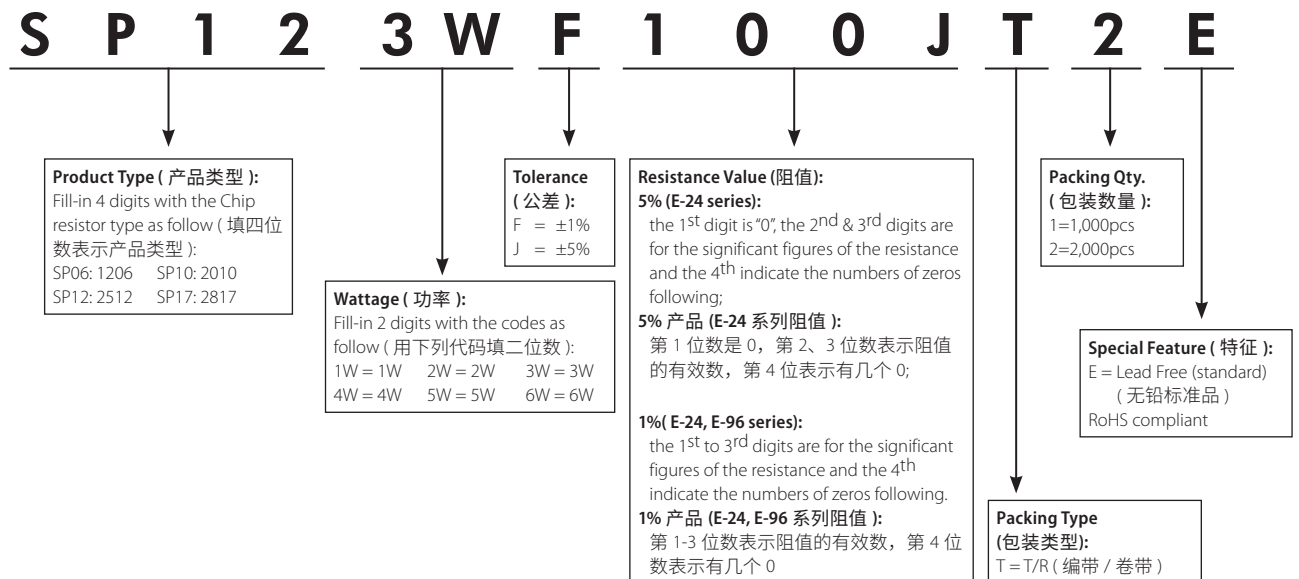 SP12 3W F 100J T 2 E
Product Type ( 产品类型 ):
Fill-in 4 digits with the Chip
resistor type as follow ( 填四位
数表示产品类型 ):
SP06: 1206 SP10: 2010
SP12: 2512 SP17: 2817
Wattage ( 功率 ):
Fill-in 2 digits with the codes as
follow ( 用下列代码填二位数 ):
1W = 1W 2W = 2W 3W = 3W
4W = 4W 5W = 5W 6W = 6W
Tolerance
( 公差 ):
F = ±1%
J = ±5%
Resistance Value (阻值):
5% (E-24 series):
the 1st digit is “0”, the 2nd & 3rd digits are
for the significant figures of the resistance
and the 4th indicate the numbers of zeros
following;
5% 产品 (E-24 系列阻值 ):
第 1 位数是 0，第 2、3 位数表示阻值
的有效数，第 4 位表示有几个 0;
1%( E-24, E-96 series):
the 1st to 3rd digits are for the significant
figures of the resistance and the 4th
indicate the numbers of zeros following.
1% 产品 (E-24, E-96 系列阻值 ):
第 1-3 位数表示阻值的有效数，第 4 位
数表示有几个 0
Packing Type
(包装类型):
T = T/R ( 编带 / 卷带 )
Packing Qty.
( 包装数量 ):
1=1,000pcs
2=2,000pcs
Special Feature ( 特征 ):
E = Lead Free (standard)
( 无铅标准品 )
RoHS compliant